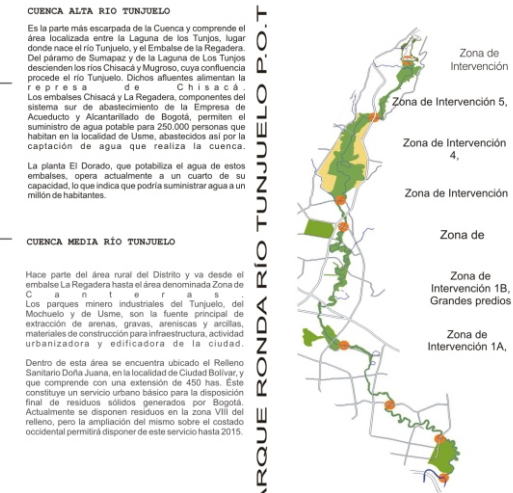 CUENCA ALTA RIO TUNJUELO
Es la parte más escarpada de la Cuenca y comprende el
área localizada entre la Laguna de los Tunjos, lugar
donde nace el río Tunjuelo, y el Embalse de la Regadera.
Del páramo de Sumapaz y de la Laguna de Los Tunjos
descienden los ríos Chisacá y Mugroso, cuya confluencia
procede el río Tunjuelo. Dichos afluentes alimentan la
represa de Chisacá.
Los embalses Chisacá y La Regadera, componentes del
sistema sur de abastecimiento de la Empresa de
Acueducto y Alcantarillado de Bogotá, permiten el
suministro de agua potable para 250.000 personas que
habitan en la localidad de Usme, abastecidos así por la
captación de agua que realiza la cuenca.
La planta El Dorado, que potabiliza el agua de estos
embalses, opera actualmente a un cuarto de su
capacidad, lo que indica que podría suministrar agua a un
millón de habitantes.
CUENCA MEDIA RÍO TUNJUELO
Hace parte del área rural del Distrito y va desde el
embalse La Regadera hasta el área denominada Zona de
Canteras.
Los parques minero industriales del Tunjuelo, del
Mochuelo y de Usme, son la fuente principal de
extracción de arenas, gravas, areniscas y arcillas,
materiales de construcción para infraestructura, actividad
urbanizadora y edificadora de la ciudad.
Dentro de esta área se encuentra ubicado el Relleno
Sanitario Doña Juana, en la localidad de Ciudad Bolívar, y
que comprende con una extensión de 450 has. Éste
constituye un servicio urbano básico para la disposición
final de residuos sólidos generados por Bogotá.
Actualmente se disponen residuos en la zona VIII del
relleno, pero la ampliación del mismo sobre el costado
occidental permitirá disponer de este servicio hasta 2015.
ARQUE RONDA RÍO TUNJUELO P.O.T
Zona de
Intervención
Zona de Intervención 5,
Zona de Intervención
4,
Zona de Intervención
Zona de
Zona de
Intervención 1B,
Grandes predios
Zona de
Intervención 1A,